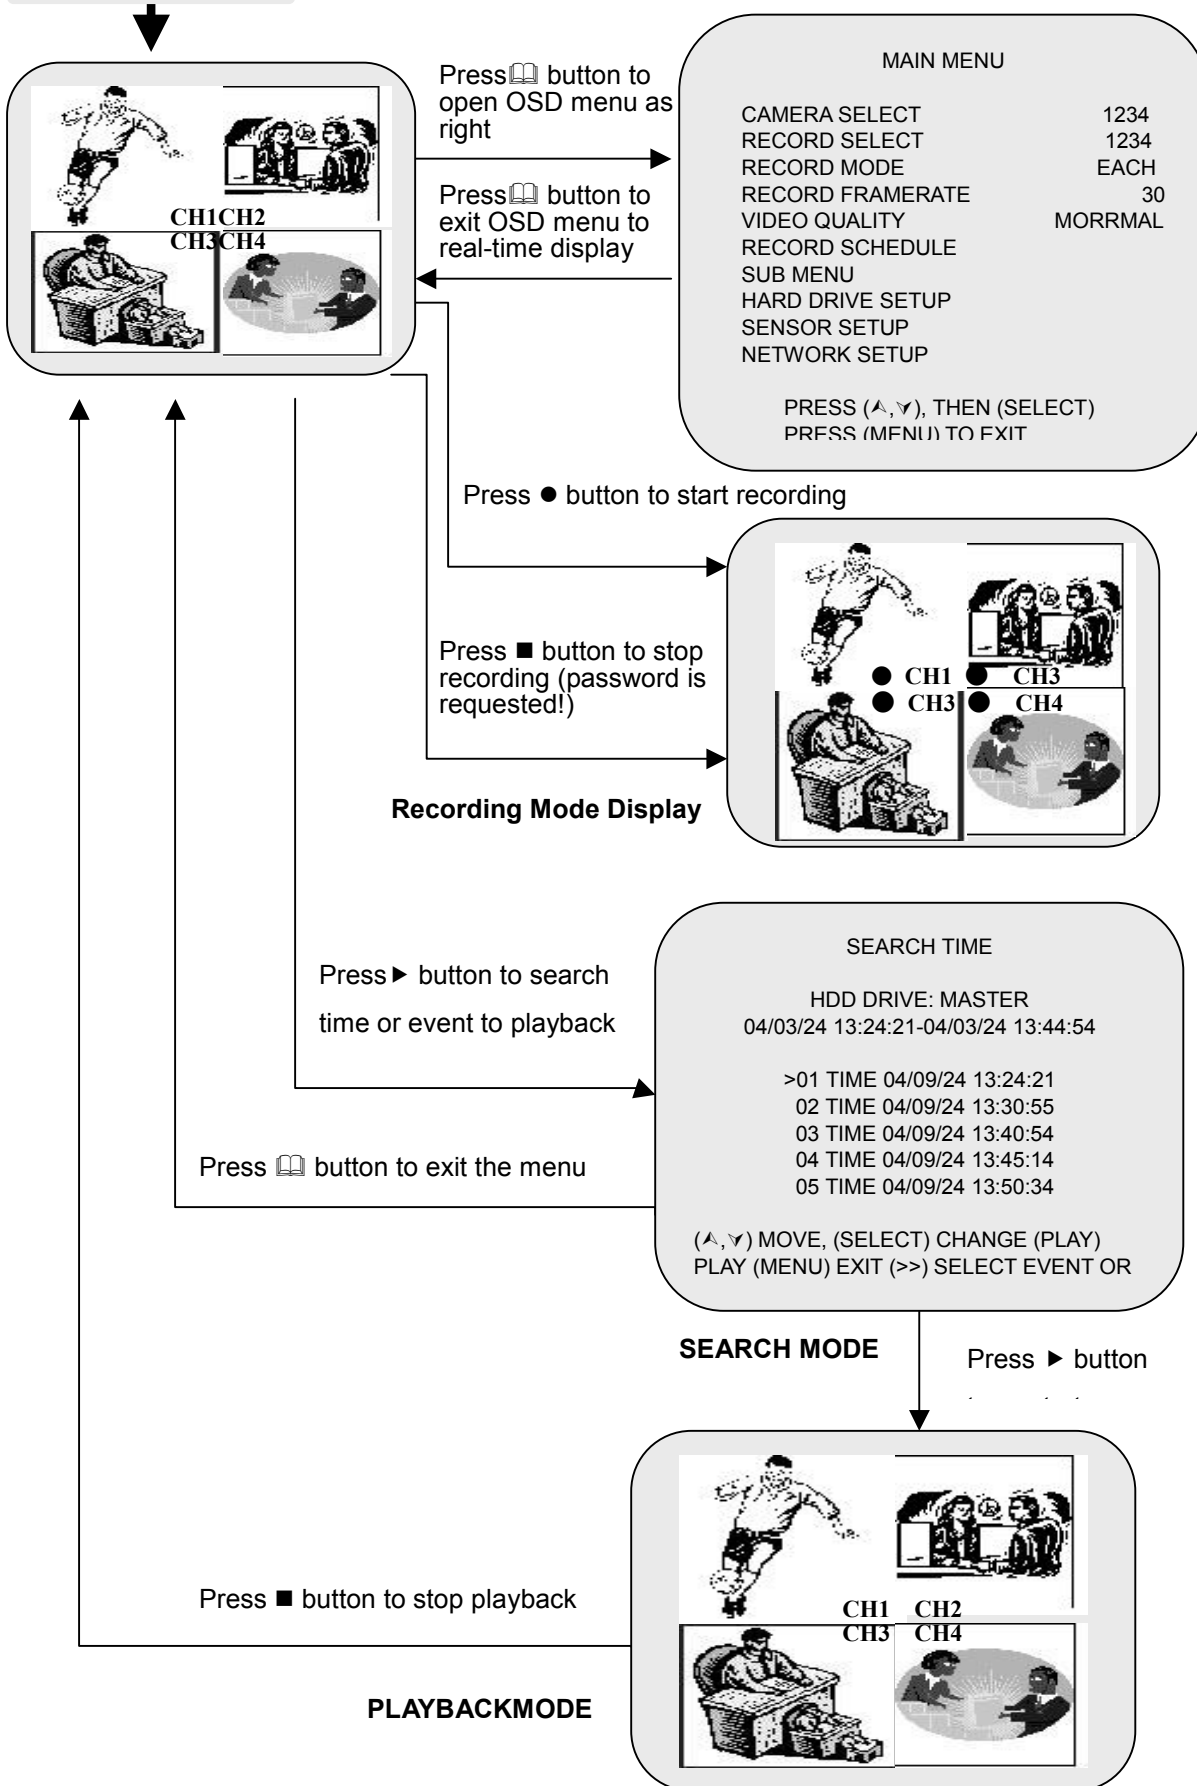 Press🕮 button to
open OSD menu as
right
Press🕮 button to
exit OSD menu to
real-time display
CH1CH2
CH3CH4
MAIN MENU
CAMERA SELECT 1234
RECORD SELECT 1234
RECORD MODE EACH
RECORD FRAMERATE 30
VIDEO QUALITY MORRMAL
RECORD SCHEDULE
SUB MENU
HARD DRIVE SETUP
SENSOR SETUP
NETWORK SETUP
PRESS (⋏,⋎), THEN (SELECT)
PRESS (MENU) TO EXIT
Press ● button to start recording
Press ■ button to stop
recording (password is
requested!)
● CH1 ● CH3
● CH3 ● CH4
Recording Mode Display
SEARCH TIME
HDD DRIVE: MASTER
04/03/24 13:24:21-04/03/24 13:44:54
>01 TIME 04/09/24 13:24:21
02 TIME 04/09/24 13:30:55
03 TIME 04/09/24 13:40:54
04 TIME 04/09/24 13:45:14
05 TIME 04/09/24 13:50:34
(⋏,⋎) MOVE, (SELECT) CHANGE (PLAY)
PLAY (MENU) EXIT (>>) SELECT EVENT OR
Press▶ button to search
time or event to playback
Press 🕮 button to exit the menu
SEARCH MODE
Press ▶ button
CH1 CH2
CH3 CH4
Press ■ button to stop playback
PLAYBACKMODE